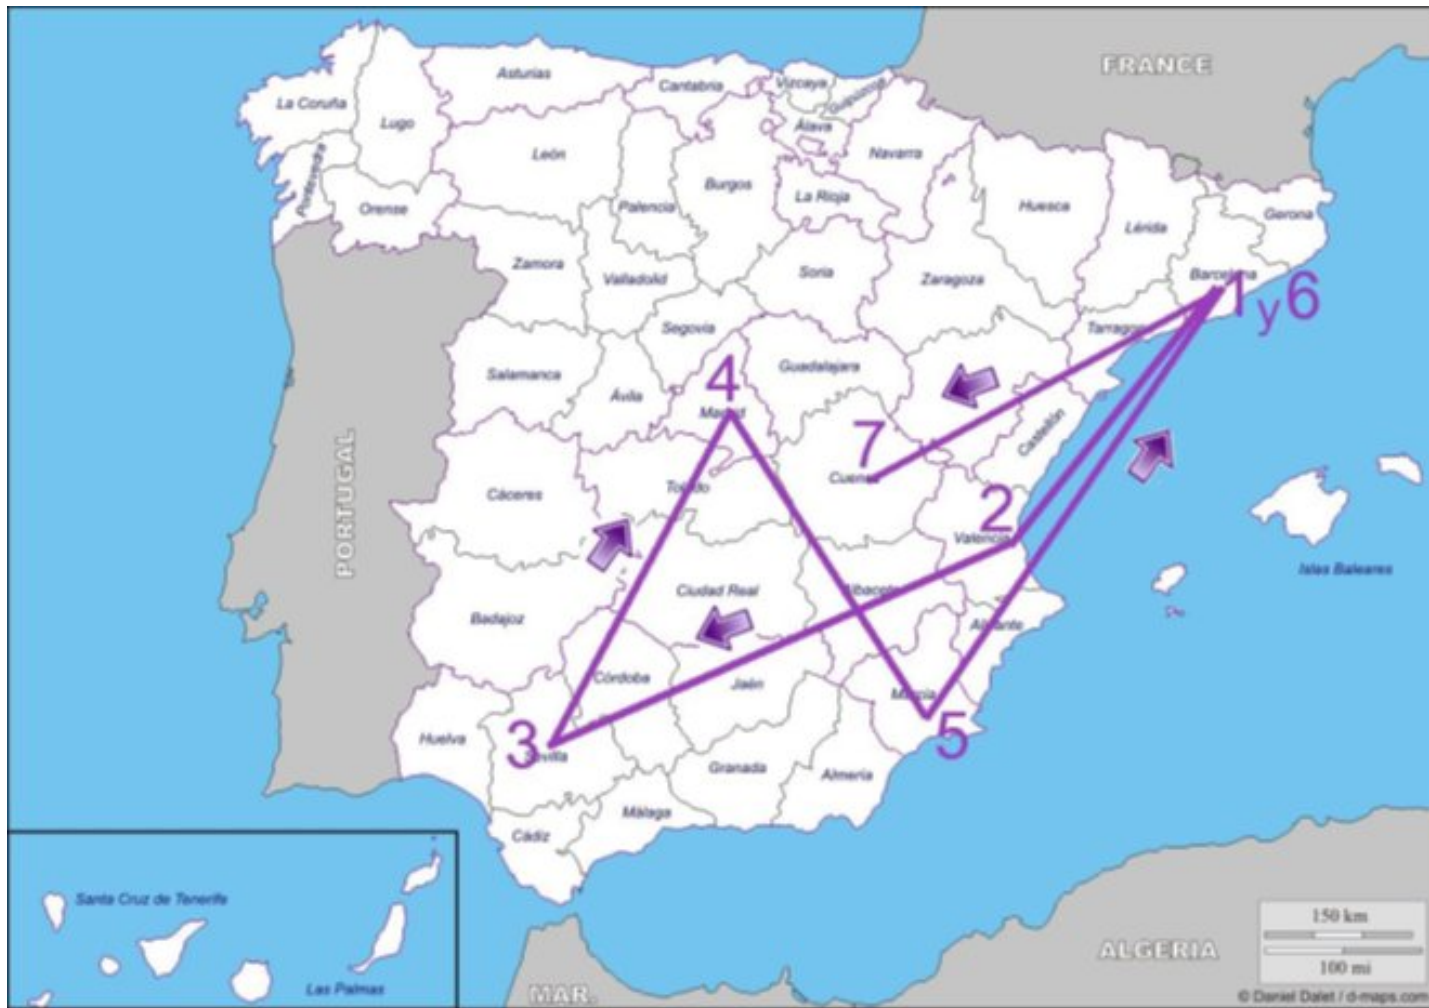 FRANCE
Asturias
Cantabria
Vizcaya
Guipúzcoa
La Coruña
Lugo
Álava
Navarra
León
Pontevedra
Orense
Palencia
Burgos
La Rioja
Huesca
Lérida
Gerona
Zamora
Valladolid
Soria
Zaragoza
Barcelona
1 y 6
Segovia
Tarragona
Salamanca
Ávila
4
Madrid
Guadalajara
Castellón
7
Cuenca
PORTUGAL
Cáceres
Toledo
2
Valencia
Islas Baleares
Badajoz
Ciudad Real
Albacete
Alicante
Córdoba
Jaén
Murcia
5
Huelva
3
Sevilla
Granada
Almería
Málaga
Cádiz
Santa Cruz de Tenerife
Las Palmas
MAR.
ALGERIA
150 km
100 mi
© Daniel Dalet / d-maps.com